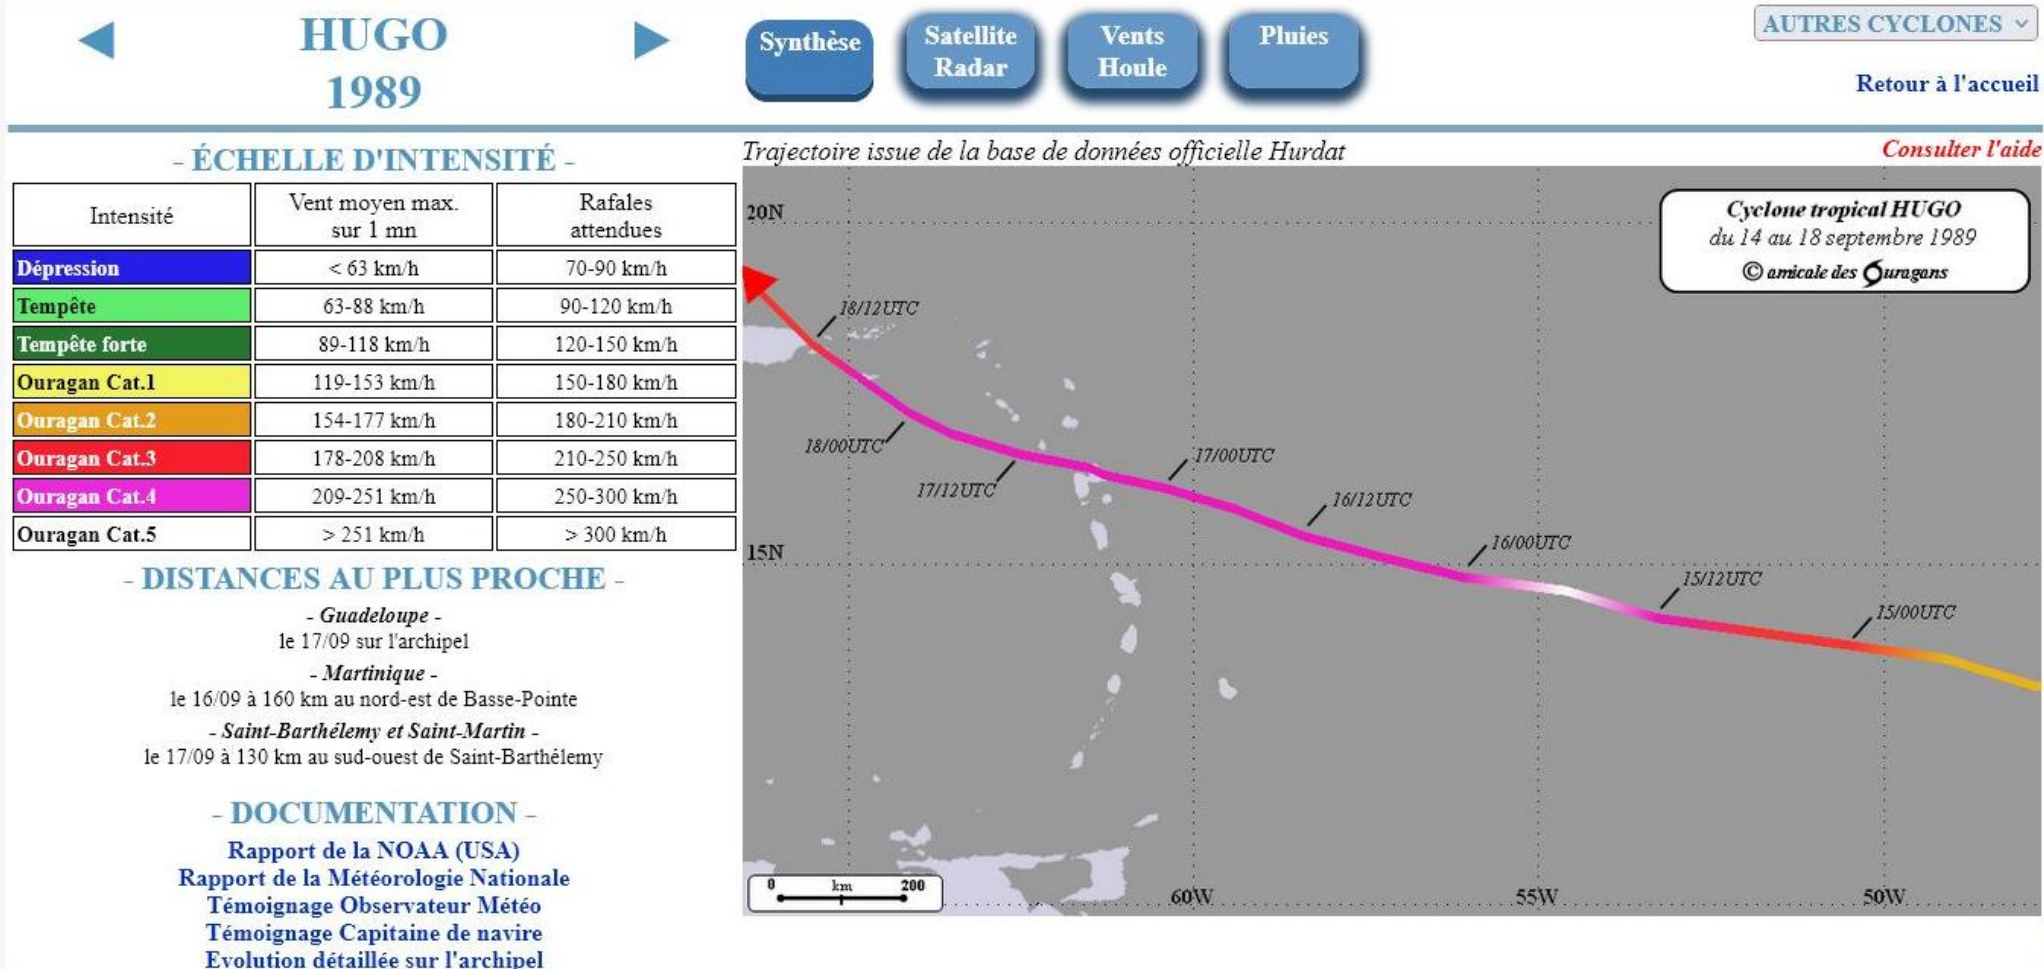 HUGO
1989
Synthèse
Satellite
Radar
Vents
Houle
Pluies
AUTRES CYCLONES
Retour à l'accueil
- ÉCHELLE D'INTENSITÉ -
Intensité
Vent moyen max.
sur 1 mn
Rafales
attendues
Dépression
< 63 km/h
70-90 km/h
Tempête
63-88 km/h
90-120 km/h
Tempête forte
89-118 km/h
120-150 km/h
Ouragan Cat.1
119-153 km/h
150-180 km/h
Ouragan Cat.2
154-177 km/h
180-210 km/h
Ouragan Cat.3
178-208 km/h
210-250 km/h
Ouragan Cat.4
209-251 km/h
250-300 km/h
Ouragan Cat.5
> 251 km/h
> 300 km/h
- DISTANCES AU PLUS PROCHE -
- Guadeloupe -
le 17/09 sur l'archipel
- Martinique -
le 16/09 à 160 km au nord-est de Basse-Pointe
- Saint-Barthélemy et Saint-Martin -
le 17/09 à 130 km au sud-ouest de Saint-Barthélemy
- DOCUMENTATION -
Rapport de la NOAA (USA)
Rapport de la Météorologie Nationale
Témoignage Observateur Météo
Témoignage Capitaine de navire
Evolution détaillée sur l'archipel
Trajectoire issue de la base de données officielle Hurdat
Consulter l'aide
Cyclone tropical HUGO
du 14 au 18 septembre 1989
© amicale des Ouragans
20N
18/12UTC
18/00UTC
17/12UTC
17/00UTC
16/12UTC
16/00UTC
15/12UTC
15/00UTC
15N
0 km 200
60W
55W
50W